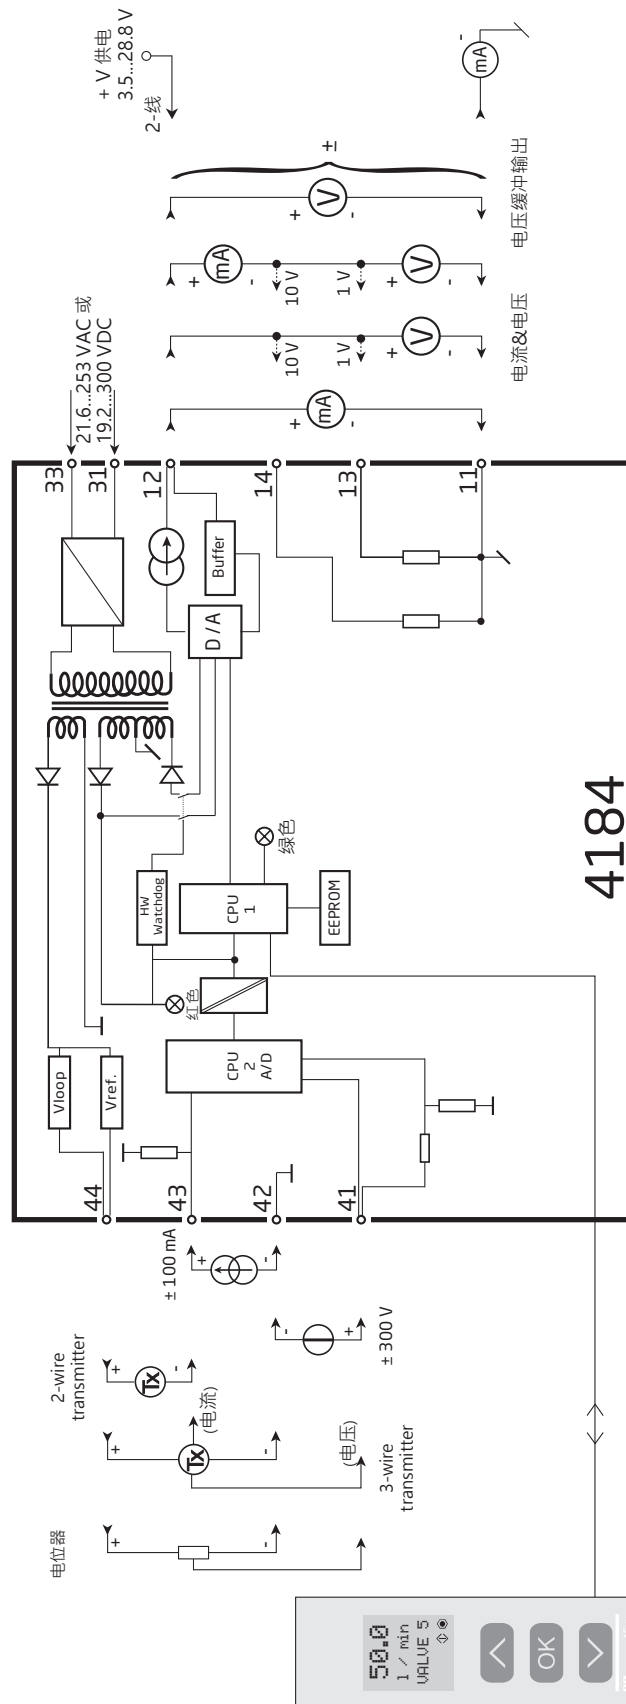 电位器
+
-
3-wire
transmitter
+
-
Tx
(电流)
(电压)
2-wire
transmitter
+
-
Tx
± 100 mA
+
-
± 300 V
-
+
44
43
42
41
Vloop
Vref.
CPU
2
A/D
红色
HW
Watchdog
CPU
1
EEPROM
绿色
D/A
Buffer
33
31
12
14
13
11
4184
21.6...253 VAC 或
19.2...300 VDC
+
mA
-
10 V
1 V
+
V
-
电流&电压
+
mA
-
10 V
1 V
+
V
-
+
V
-
电压缓冲输出
±
+ V 供电
3.5...28.8 V
2-线
-
mA
50.0
l / min
VALVE 5
OK